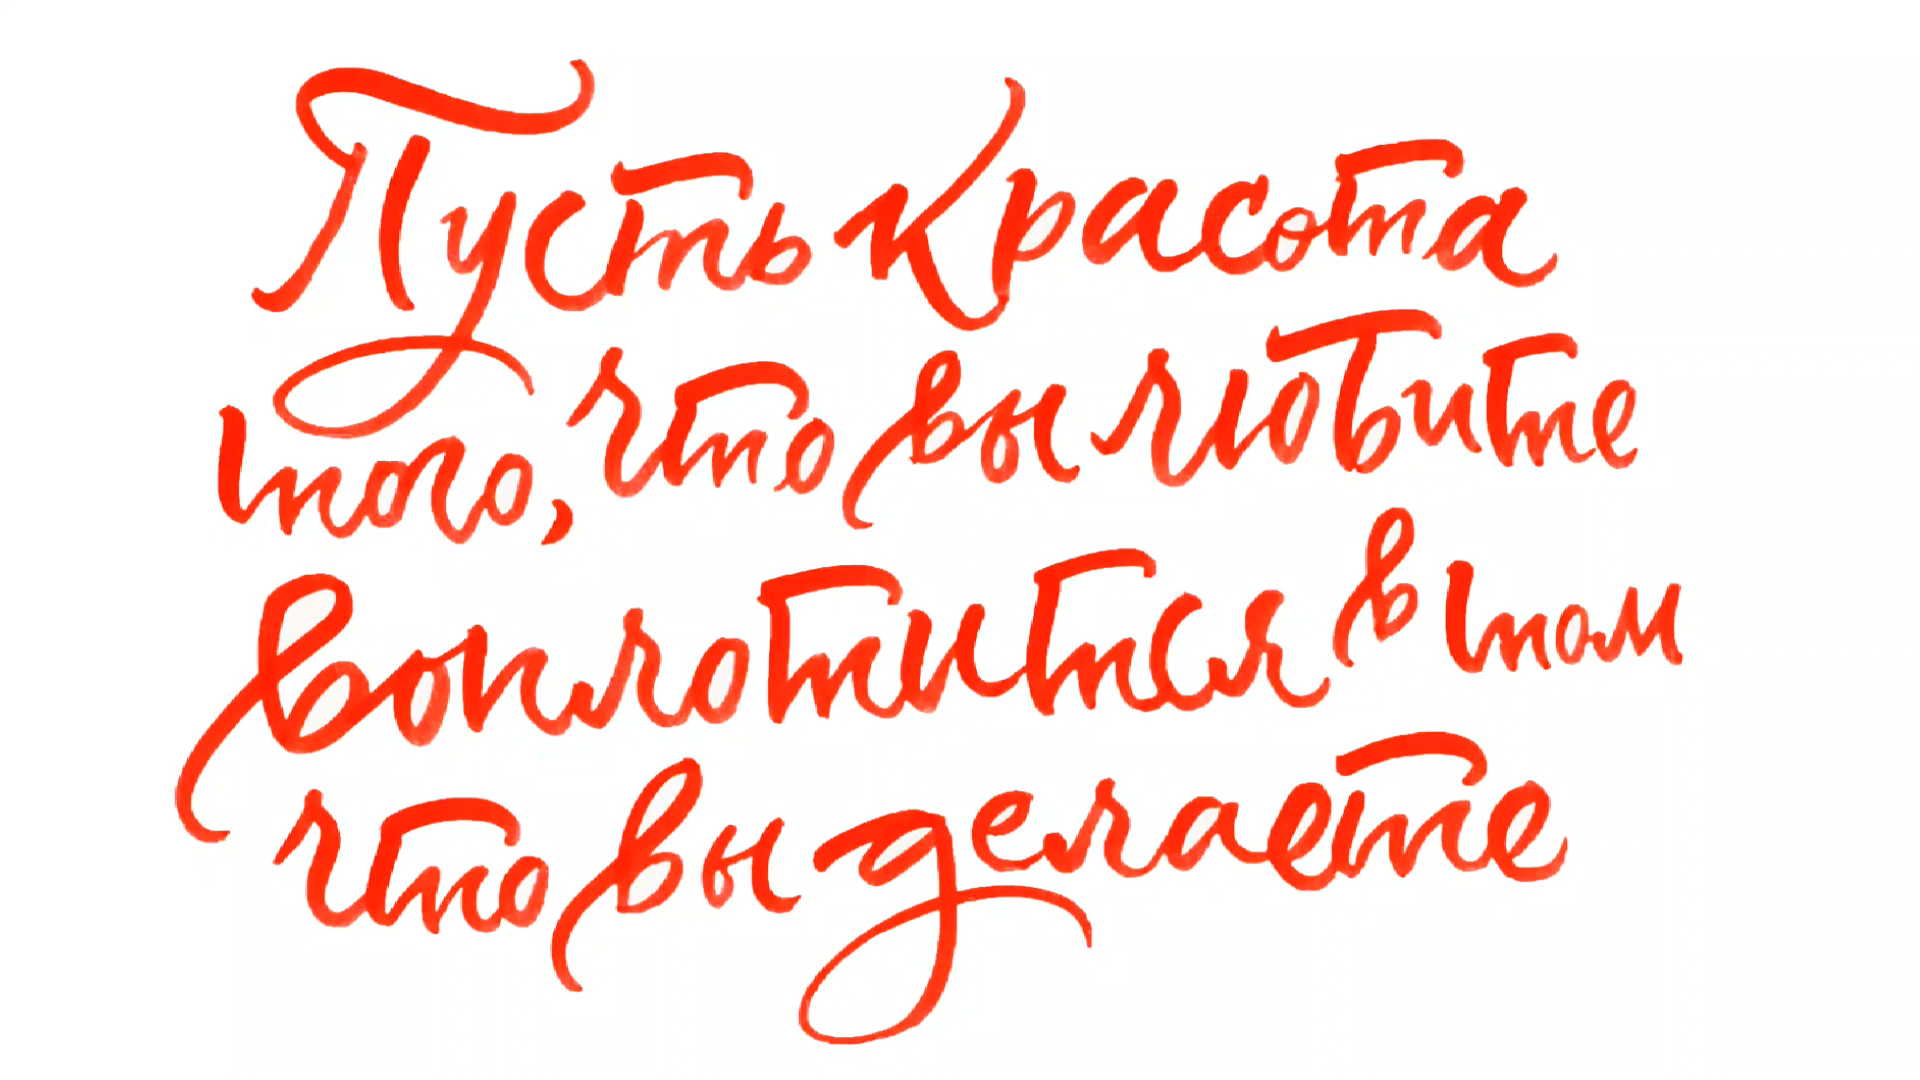 Пусть красота
того, что вы любите
воплотится в том
что вы делаете